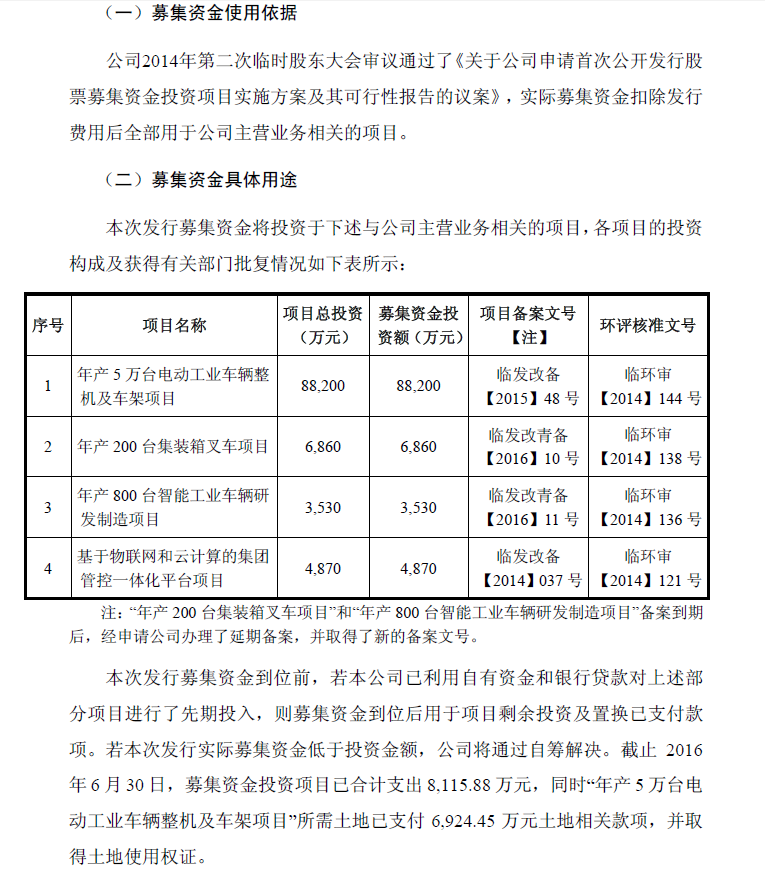 （一）募集资金使用依据
公司2014年第二次临时股东大会审议通过了《关于公司申请首次公开发行股
票募集资金投资项目实施方案及其可行性报告的议案》，实际募集资金扣除发行
费用后全部用于公司主营业务相关的项目。
（二）募集资金具体用途
本次发行募集资金将投资于下述与公司主营业务相关的项目，各项目的投资
构成及获得有关部门批复情况如下表所示：
序号 项目名称 项目总投资（万元） 募集资金投资额（万元） 项目备案文号【注】 环评核准文号
1 年产 5 万台电动工业车辆整机及车架项目 88,200 88,200 临发改备【2015】48 号 临环审【2014】144 号
2 年产 200 台集装箱叉车项目 6,860 6,860 临发改青备【2016】10 号 临环审【2014】138 号
3 年产 800 台智能工业车辆研发制造项目 3,530 3,530 临发改青备【2016】11 号 临环审【2014】136 号
4 基于物联网和云计算的集团管控一体化平台项目 4,870 4,870 临发改备【2014】037 号 临环审【2014】121 号
注：“年产 200 台集装箱叉车项目”和“年产 800 台智能工业车辆研发制造项目”备案到期
后，经申请公司办理了延期备案，并取得了新的备案文号。
本次发行募集资金到位前，若本公司已利用自有资金和银行贷款对上述部
分项目进行了先期投入，则募集资金到位后用于项目剩余投资及置换已支付款
项。若本次发行实际募集资金低于投资金额，公司将通过自筹解决。截止 2016
年 6 月 30 日，募集资金投资项目已合计支出 8,115.88 万元，同时“年产 5 万台电
动工业车辆整机及车架项目”所需土地已支付 6,924.45 万元土地相关款项，并取
得土地使用权证。